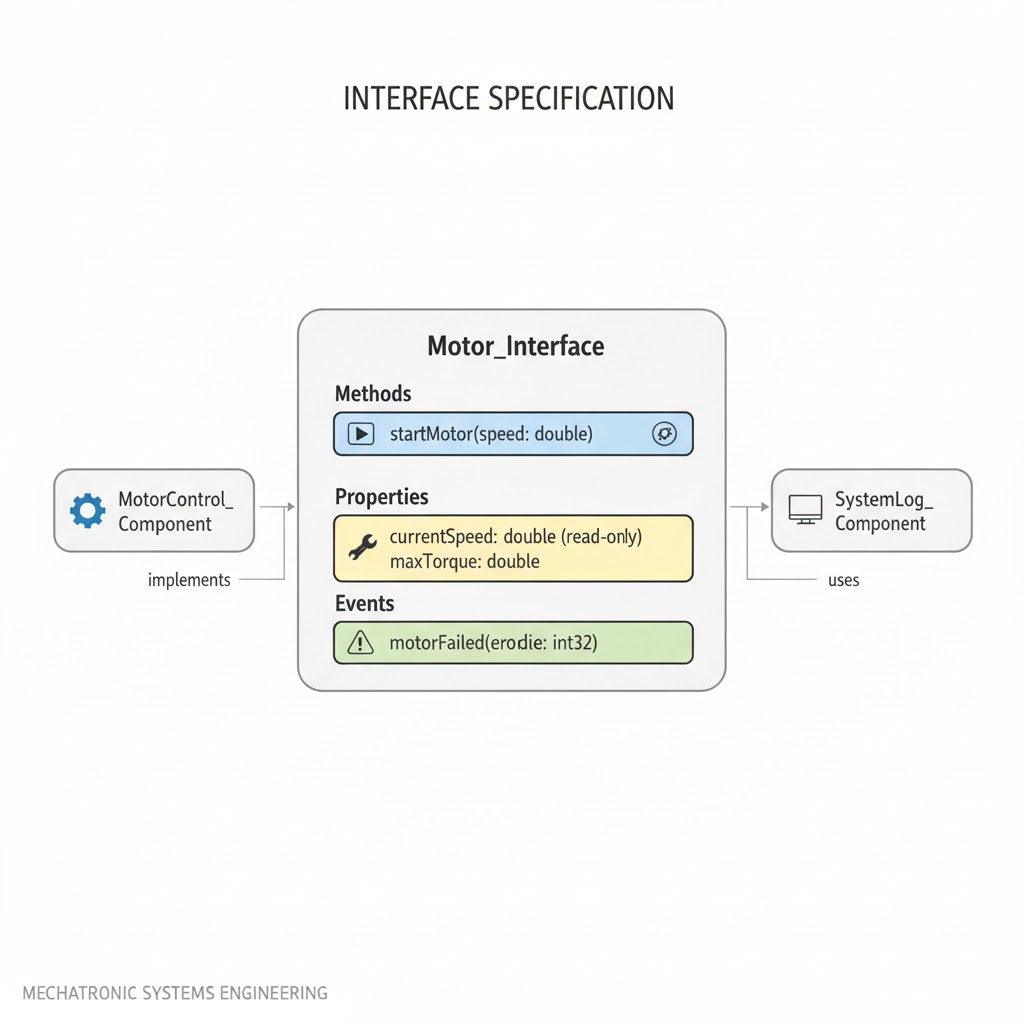 INTERFACE SPECIFICATION
Motor_Interface
Methods
startMotor(speed: double)
Properties
currentSpeed: double (read-only)
maxTorque: double
Events
motorFailed(erodie: int32)
MotorControl_
Component
implements
SystemLog_
Component
uses
MECHATRONIC SYSTEMS ENGINEERING